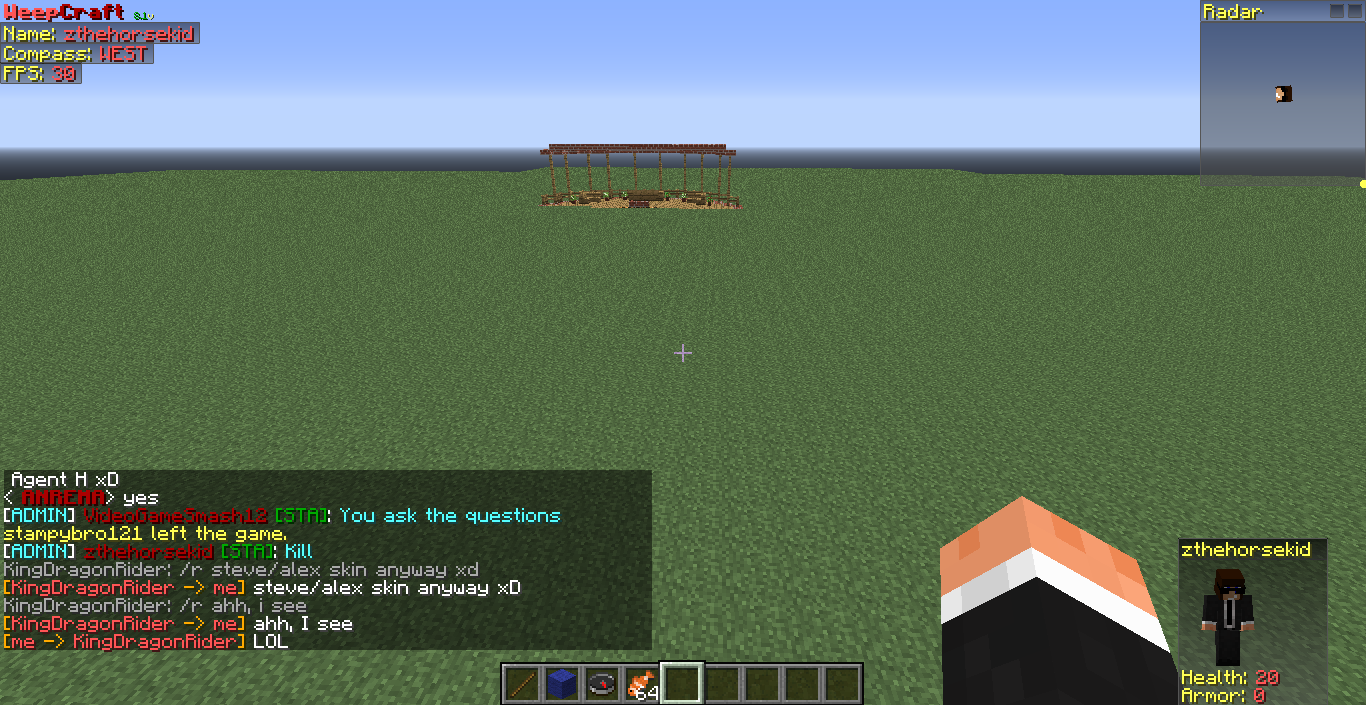 WeepCraft 8.1v
Name: zthehorsekid
Compass: WEST
FPS: 30
Radar
Agent H xD
< ANREMA> yes
[ADMIN] VideoGameSmash12 [STA]: You ask the questions
stampybro121 left the game.
[ADMIN] zthehorsekid [STA]: Kill
KingDragonRider: /r steve/alex skin anyway xd
[KingDragonRider -> me] steve/alex skin anyway xD
KingDragonRider: /r ahh, i see
[KingDragonRider -> me] ahh, I see
[me -> KingDragonRider] LOL
64
zthehorsekid
Health: 20
Armor: 0